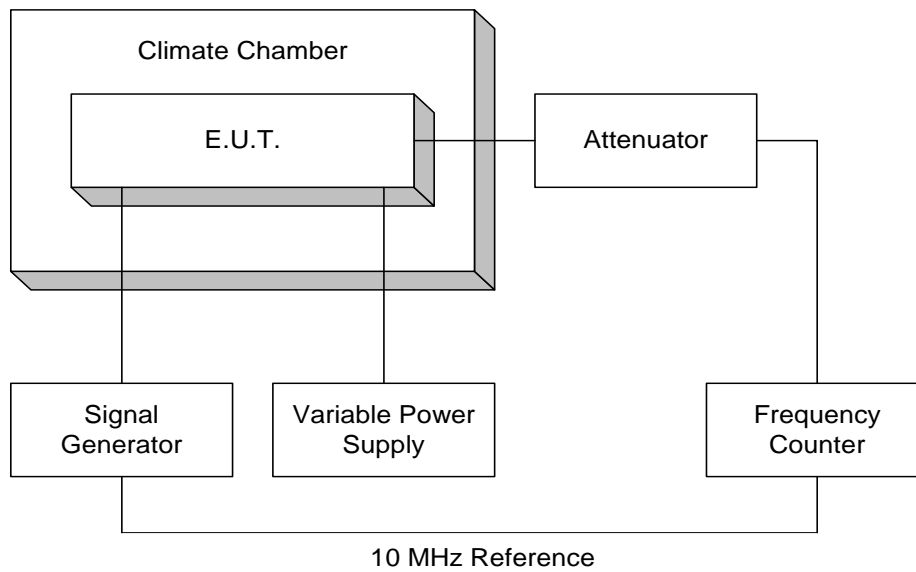 Climate Chamber
E.U.T.
Attenuator
Signal
Generator
Variable Power
Supply
Frequency
Counter
10 MHz Reference